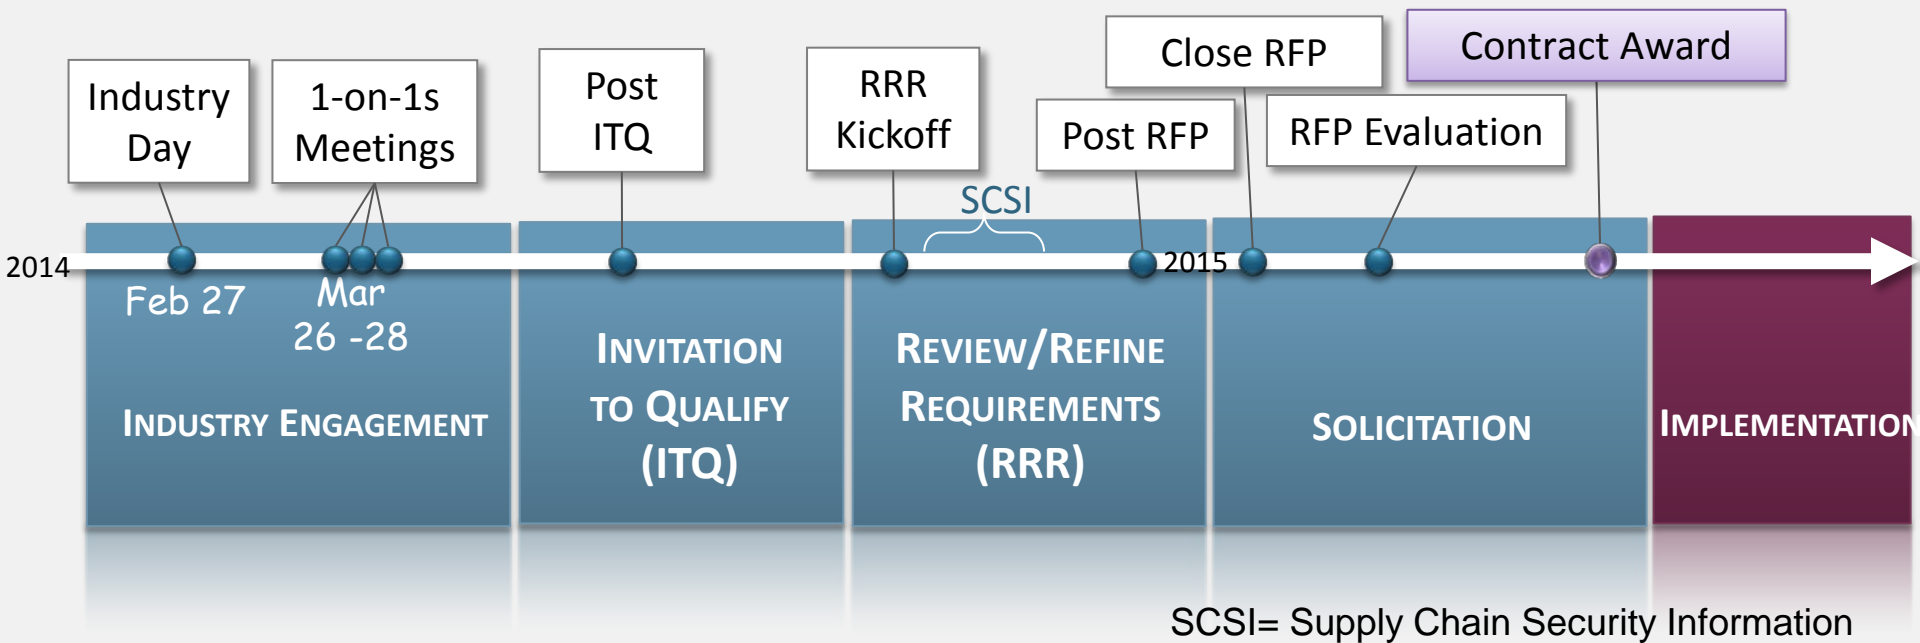 Industry
Day
1-on-1s
Meetings
Post
ITQ
RRR
Kickoff
Post RFP
Close RFP
RFP Evaluation
Contract Award
SCSI
2014
2015
Feb 27
Mar
26 -28
INDUSTRY ENGAGEMENT
INVITATION
TO QUALIFY
(ITQ)
REVIEW/REFINE
REQUIREMENTS
(RRR)
SOLICITATION
IMPLEMENTATION
SCSI= Supply Chain Security Information